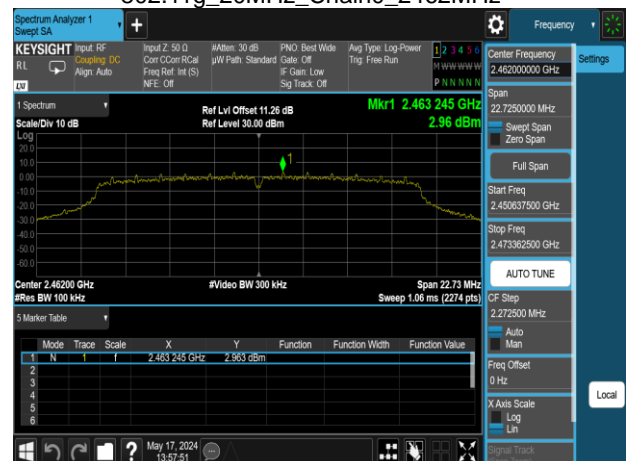 Spectrum Analyzer 1
Swept SA
Frequency
KEYSIGHT
RL
LXI
Input: RF
Coupling: DC
Align: Auto
Input Z: 50 Ω
Corr CCorr RCal
Freq Ref: Int (S)
NFE: Off
#Atten: 30 dB
µW Path: Standard
PNO: Best Wide
Gate: Off
IF Gain: Low
Sig Track: Off
Avg Type: Log-Power
Trig: Free Run
1 2 3 4 5 6
M W W W W W
P N N N N N
1 Spectrum
Scale/Div 10 dB
Log
Ref Lvl Offset 11.26 dB
Ref Level 30.00 dBm
Mkr1 2.463 245 GHz
2.96 dBm
1
20.0
10.0
0.00
-10.0
-20.0
-30.0
-40.0
-50.0
-60.0
Center 2.46200 GHz
#Res BW 100 kHz
#Video BW 300 kHz
Span 22.73 MHz
Sweep 1.06 ms (2274 pts)
5 Marker Table
Mode Trace Scale X Y Function Function Width Function Value
1 N 1 f 2.463 245 GHz 2.963 dBm
2
3
4
5
6
May 17, 2024
13:57:51
Center Frequency
2.462000000 GHz
Settings
Span
22.7250000 MHz
Swept Span
Zero Span
Full Span
Start Freq
2.450637500 GHz
Stop Freq
2.473362500 GHz
AUTO TUNE
CF Step
2.272500 MHz
Auto
Man
Freq Offset
0 Hz
X Axis Scale
Log
Lin
Local
Signal Track